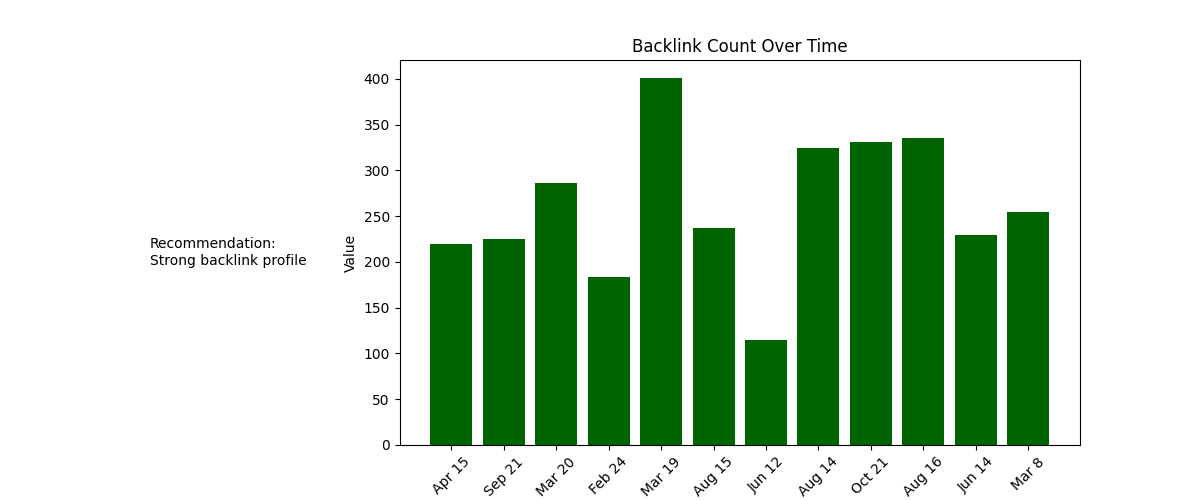 Backlink Count Over Time
Recommendation:
Strong backlink profile
Value
400
350
300
250
200
150
100
50
0
Apr 15
Sep 21
Mar 20
Feb 24
Mar 19
Aug 15
Jun 12
Aug 14
Oct 21
Aug 16
Jun 14
Mar 8